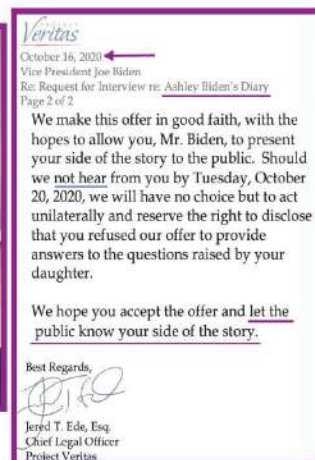 Veritas
October 16, 2020
Vice President Joe Biden
Re: Request for Interview re: Ashley Biden's Diary
Page 2 of 2
We make this offer in good faith, with the
hopes to allow you, Mr. Biden, to present
your side of the story to the public. Should
we not hear from you by Tuesday, October
20, 2020, we will have no choice but to act
unilaterally and reserve the right to disclose
that you refused our offer to provide
answers to the questions raised by your
daughter.
We hope you accept the offer and let the
public know your side of the story.
Best Regards,
Jered T. Ede, Esq.
Chief Legal Officer
Project Veritas